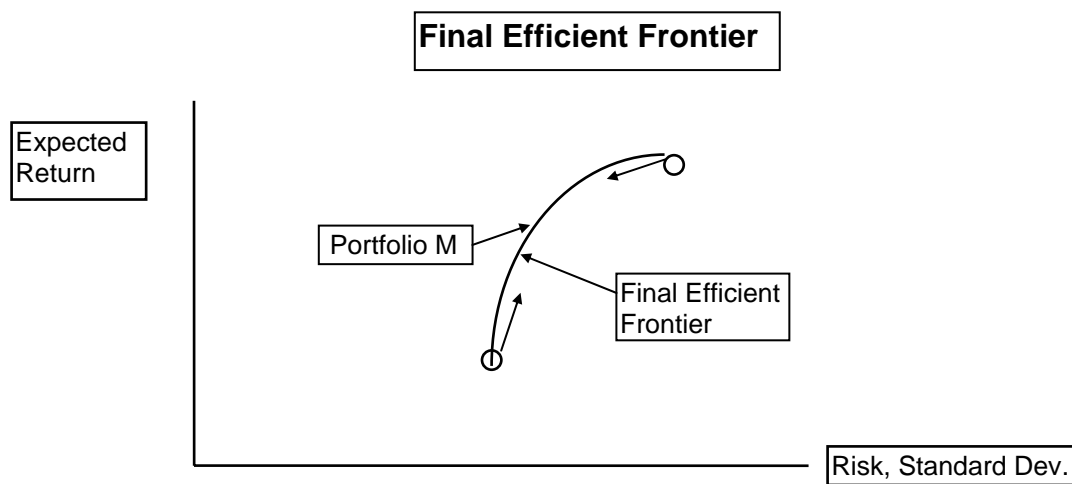 Final Efficient Frontier
Expected
Return
Portfolio M
Final Efficient
Frontier
Risk, Standard Dev.